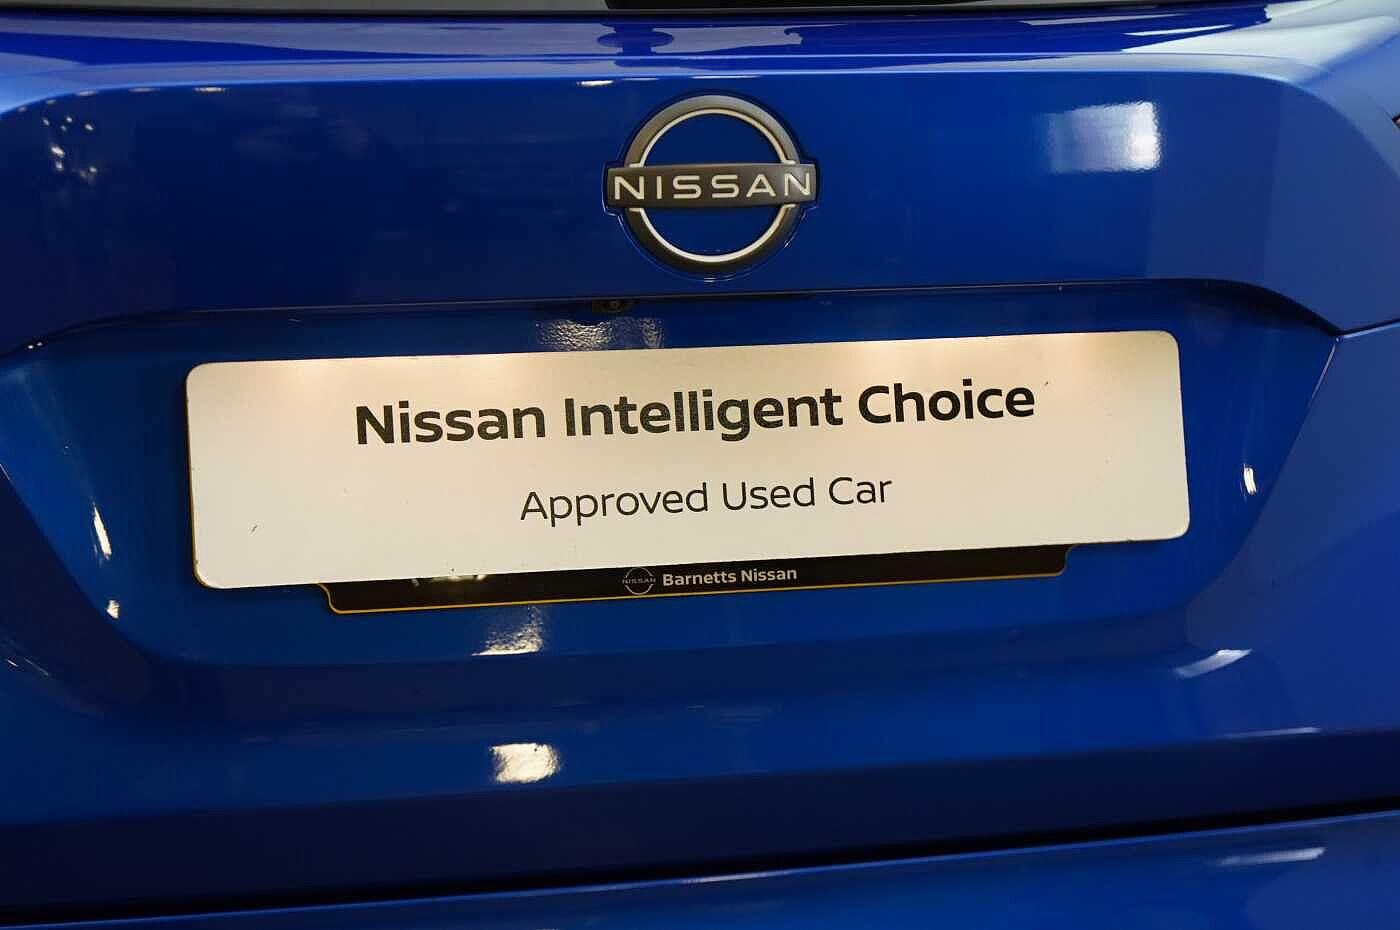 NISSAN
Nissan Intelligent Choice
Approved Used Car
NISSAN Barnetts Nissan